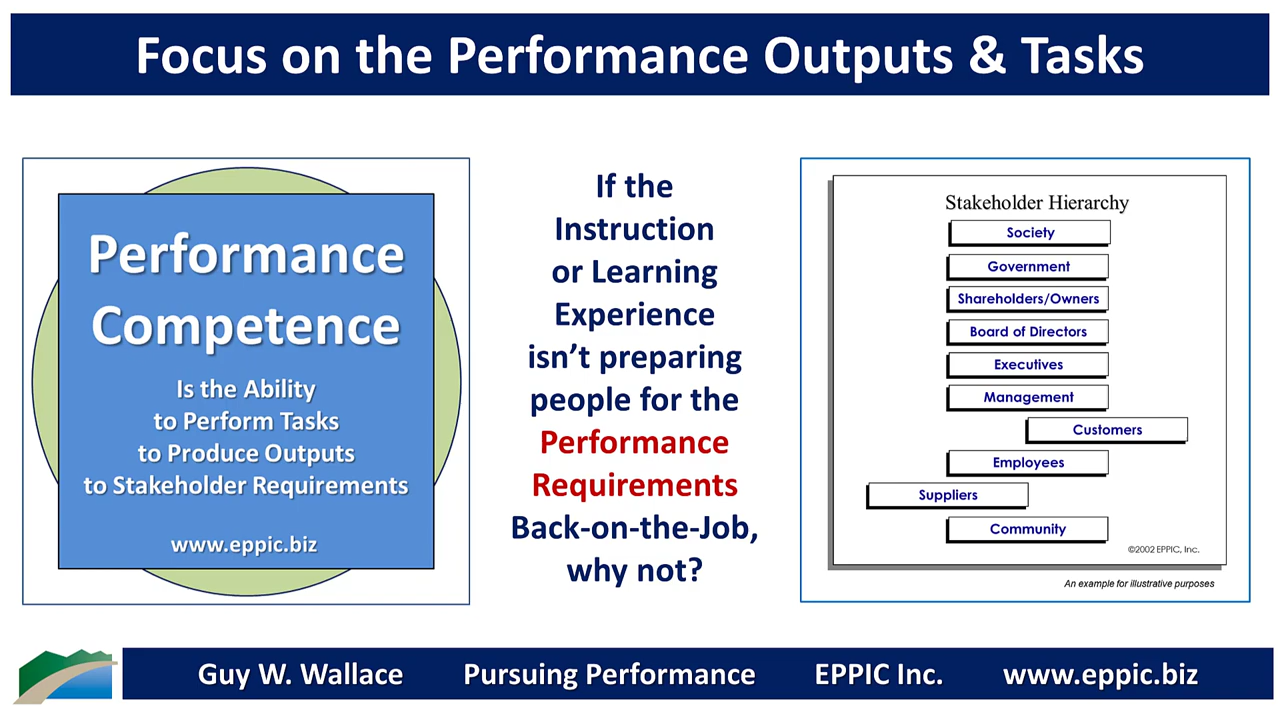 Focus on the Performance Outputs & Tasks
Performance
Competence
Is the Ability
to Perform Tasks
to Produce Outputs
to Stakeholder Requirements
www.eppic.biz
If the
Instruction
or Learning
Experience
isn’t preparing
people for the
Performance
Requirements
Back-on-the-Job,
why not?
Stakeholder Hierarchy
Society
Government
Shareholders/Owners
Board of Directors
Executives
Management
Customers
Employees
Suppliers
Community
©2002 EPPIC, Inc.
An example for illustrative purposes
Guy W. Wallace Pursuing Performance EPPIC Inc. www.eppic.biz